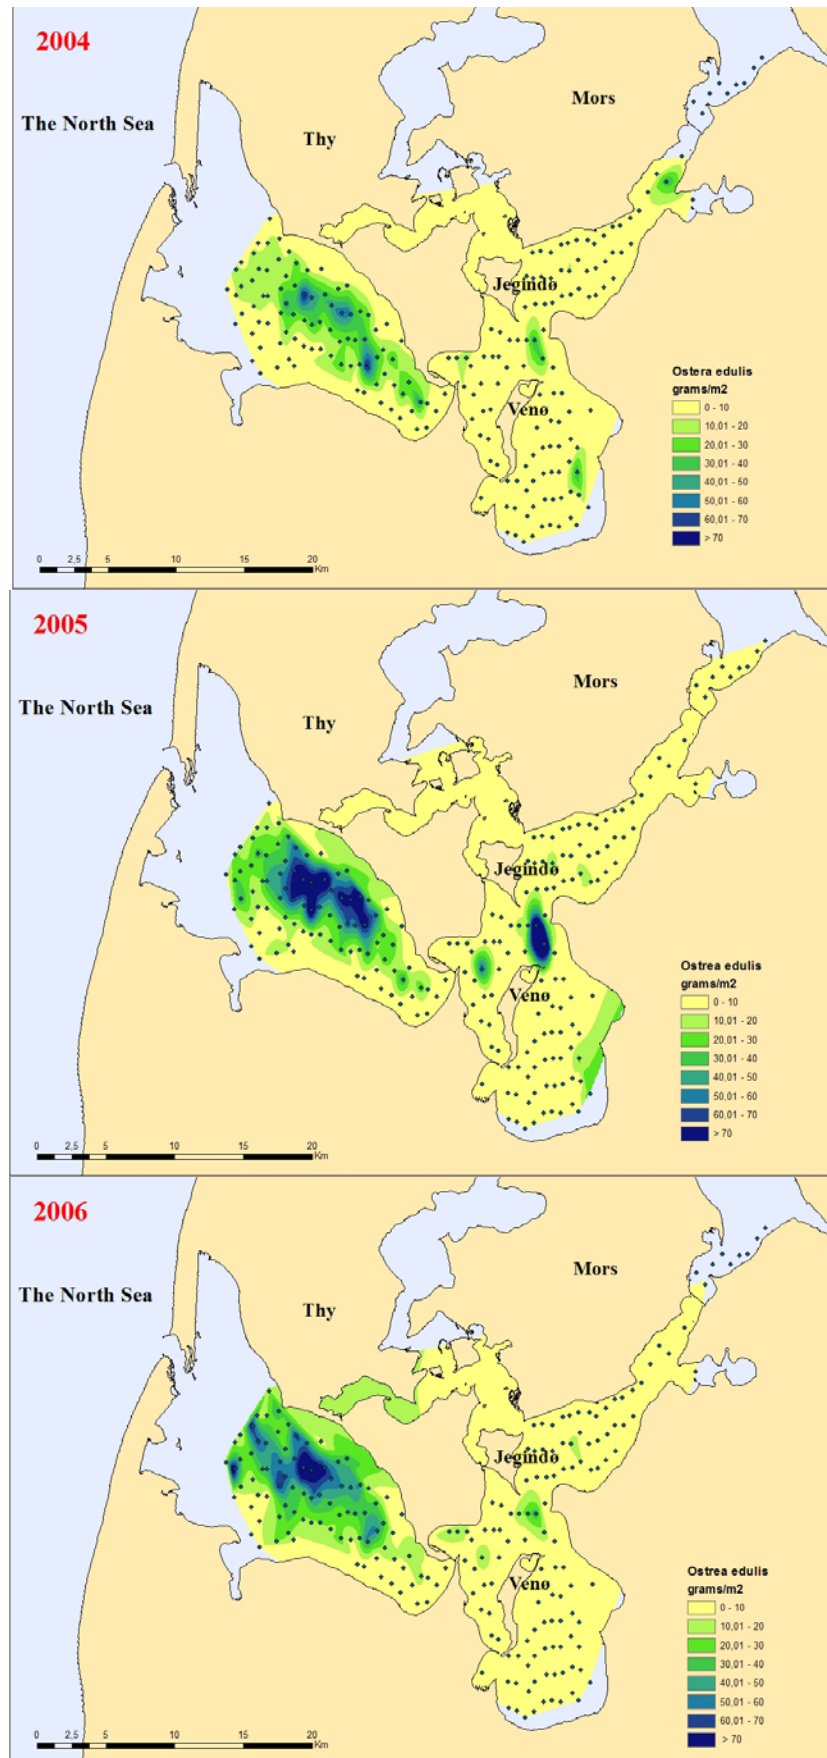 2004
The North Sea
Thy
Mors
Jegindø
Venø
Ostera edulis
grams/m2
0 - 10
10,01 - 20
20,01 - 30
30,01 - 40
40,01 - 50
50,01 - 60
60,01 - 70
> 70
0 2,5 5 10 15 20
Km
2005
The North Sea
Thy
Mors
Jegindø
Venø
Ostrea edulis
grams/m2
0 - 10
10,01 - 20
20,01 - 30
30,01 - 40
40,01 - 50
50,01 - 60
60,01 - 70
> 70
0 2,5 5 10 15 20
Km
2006
The North Sea
Thy
Mors
Jegindø
Venø
Ostrea edulis
grams/m2
0 - 10
10,01 - 20
20,01 - 30
30,01 - 40
40,01 - 50
50,01 - 60
60,01 - 70
> 70
0 2,5 5 10 15 20
Km